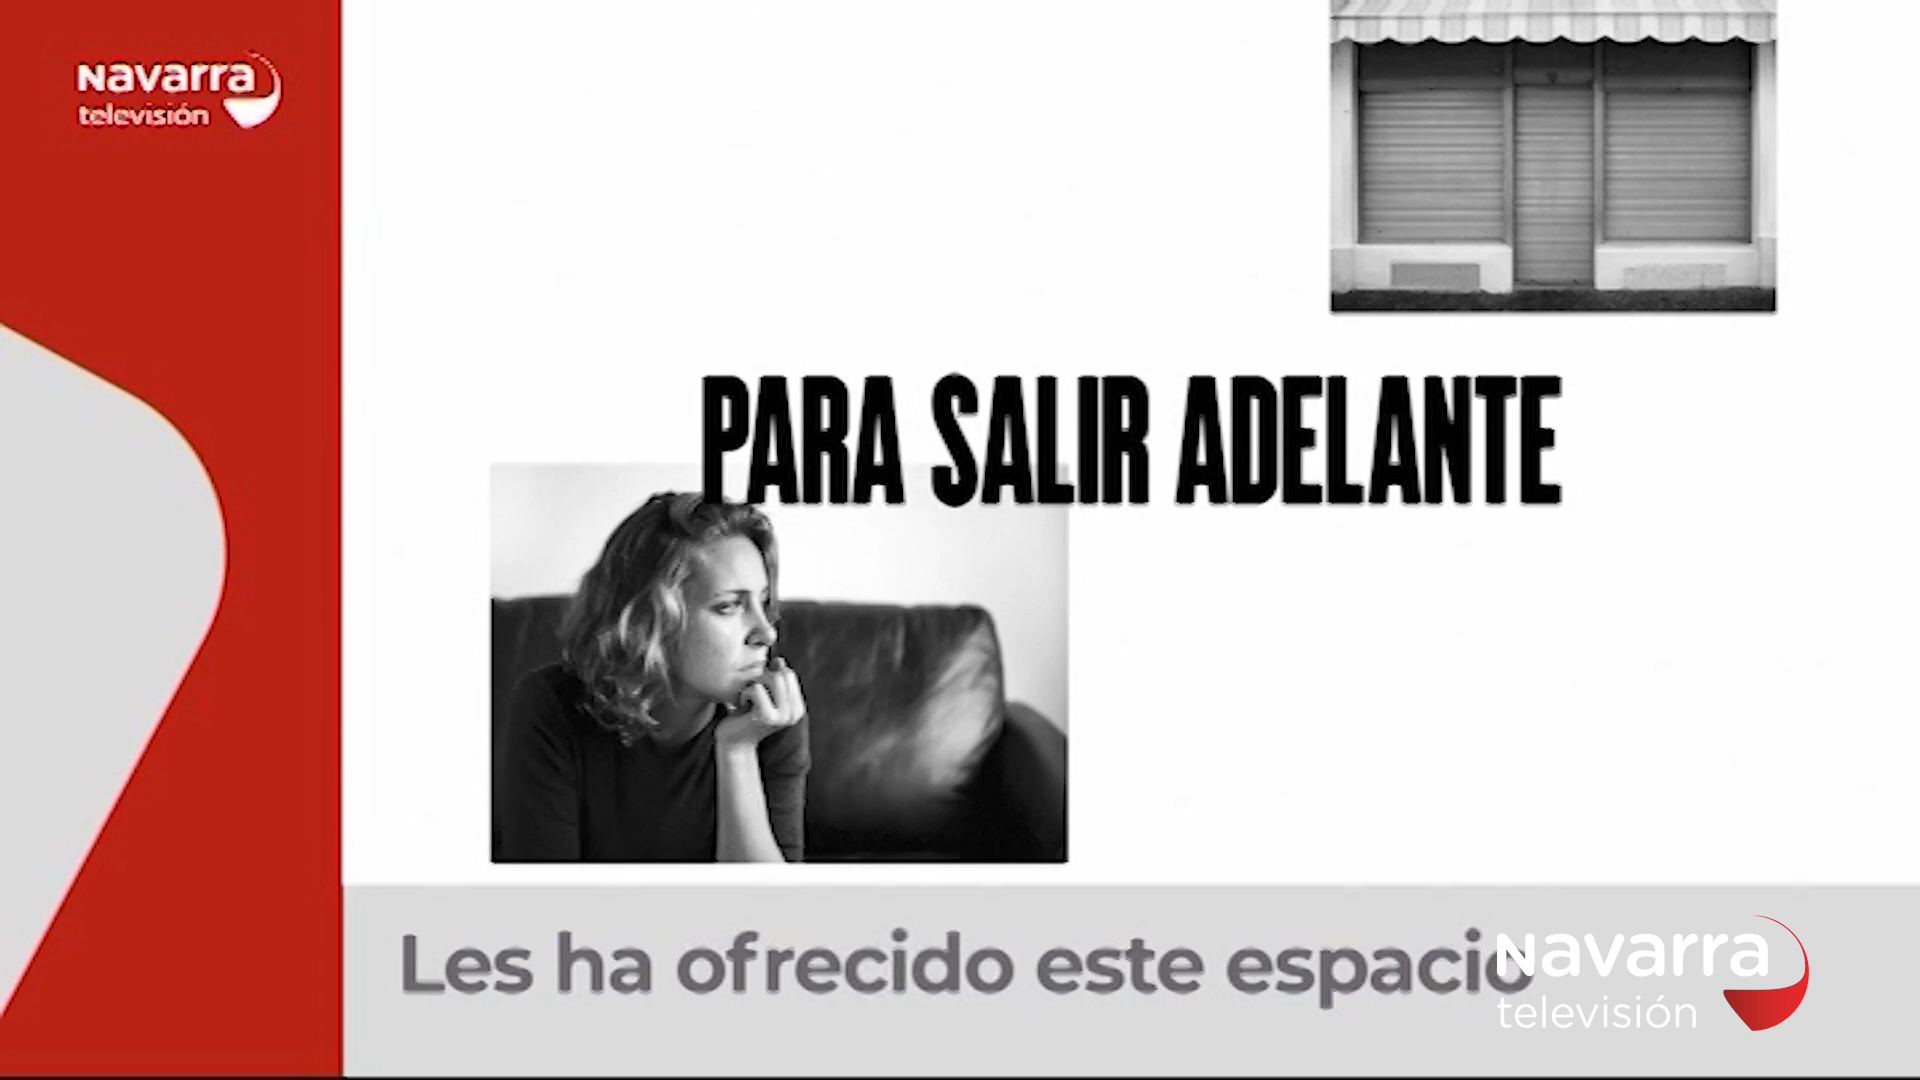 Navarra
televisión
PARA SALIR ADELANTE
Les ha ofrecido este espacio
Navarra
televisión